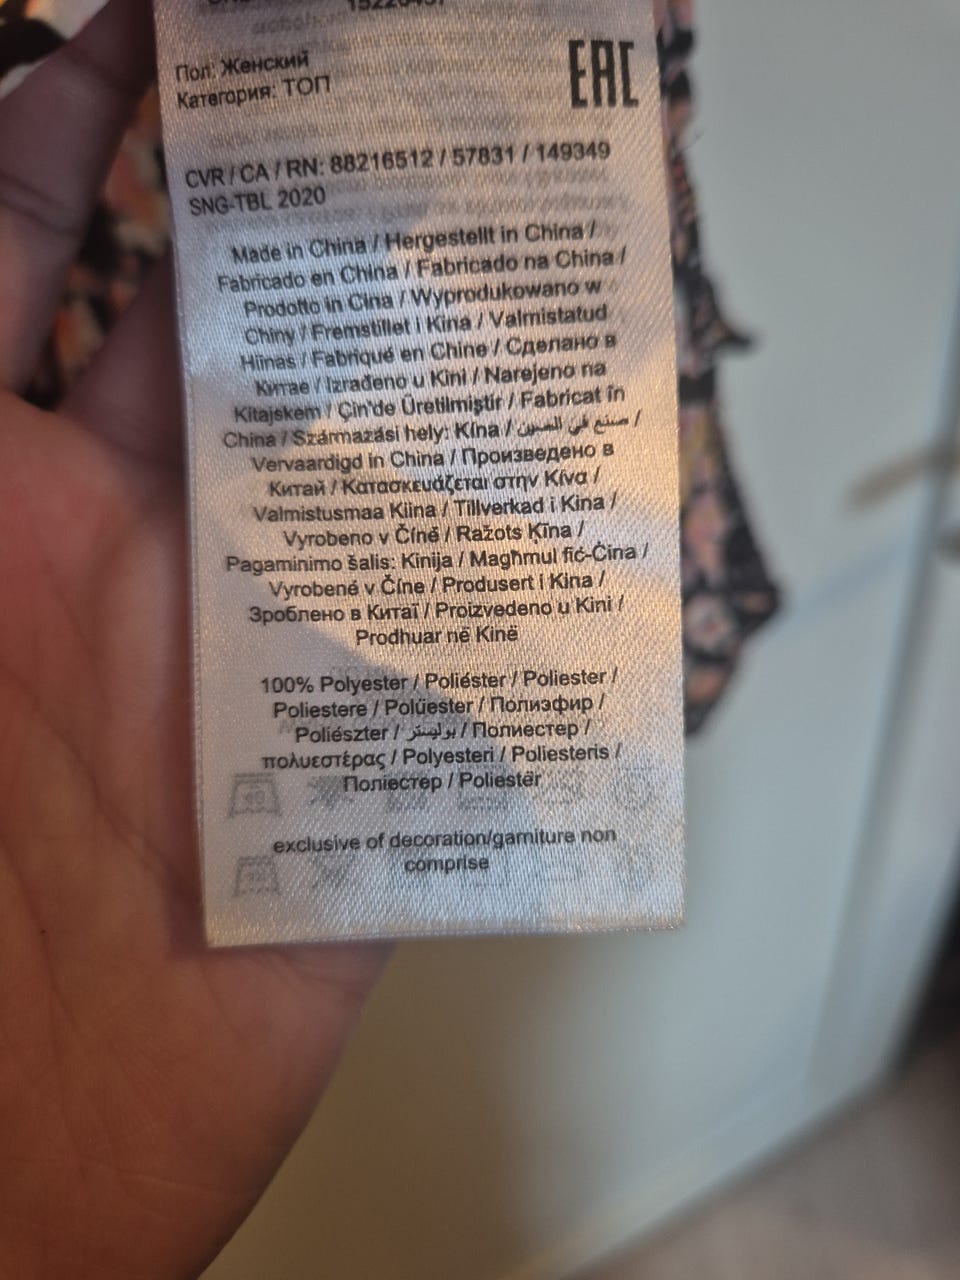 Пол: Женский
Категория: ТОП
EAC
CVR / CA / RN: 88216512 / 57831 / 149349
SNG-TBL 2020
Made in China / Hergestellt in China /
Fabricado en China / Fabricado na China /
Prodotto in Cina / Wyprodukowano w
Chiny / Fremstillet i Kina / Valmistatud
Hiinas / Fabriqué en Chine / Сделано в
Китае / Izrađeno u Kini / Narejeno na
Kitajskem / Çin'de Üretilmiştir / Fabricat în
China / Származási hely: Kína / صنع في الصين /
Vervaardigd in China / Произведено в
Китай / Κατασκευάζεται στην Κίνα /
Valmistusmaa Kiina / Tillverkad i Kina /
Vyrobeno v Číně / Ražots Ķīna /
Pagaminimo šalis: Kinija / Magħmul fić-Ċina /
Vyrobené v Číne / Produsert i Kina /
Зроблено в Китаї / Proizvedeno u Kini /
Prodhuar në Kinë
100% Polyester / Poliéster / Poliester /
Poliestere / Polüester / Полиэфир /
Poliészter / بوليستر / Полиестер /
πολυεστέρας / Polyesteri / Poliesteris /
Поліестер / Poliestër
exclusive of decoration/garniture non
comprise